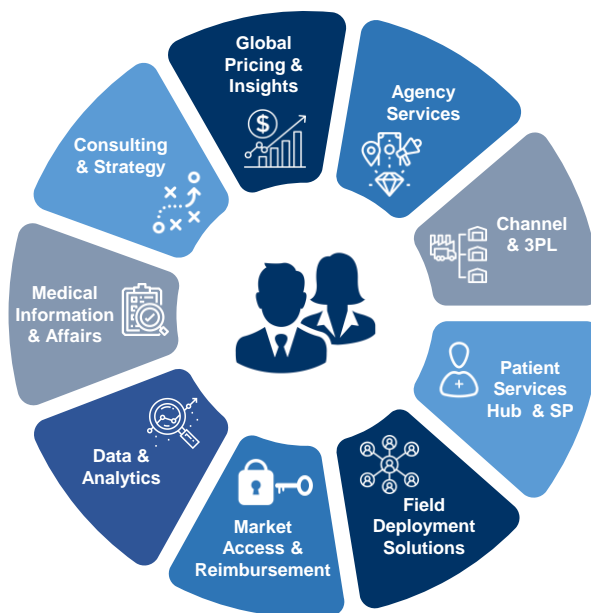 Global
Pricing &
Insights
Agency
Services
Channel
& 3PL
Patient
Services
Hub & SP
Field
Deployment
Solutions
Market
Access &
Reimbursement
Data &
Analytics
Medical
Information
& Affairs
Consulting
& Strategy
$